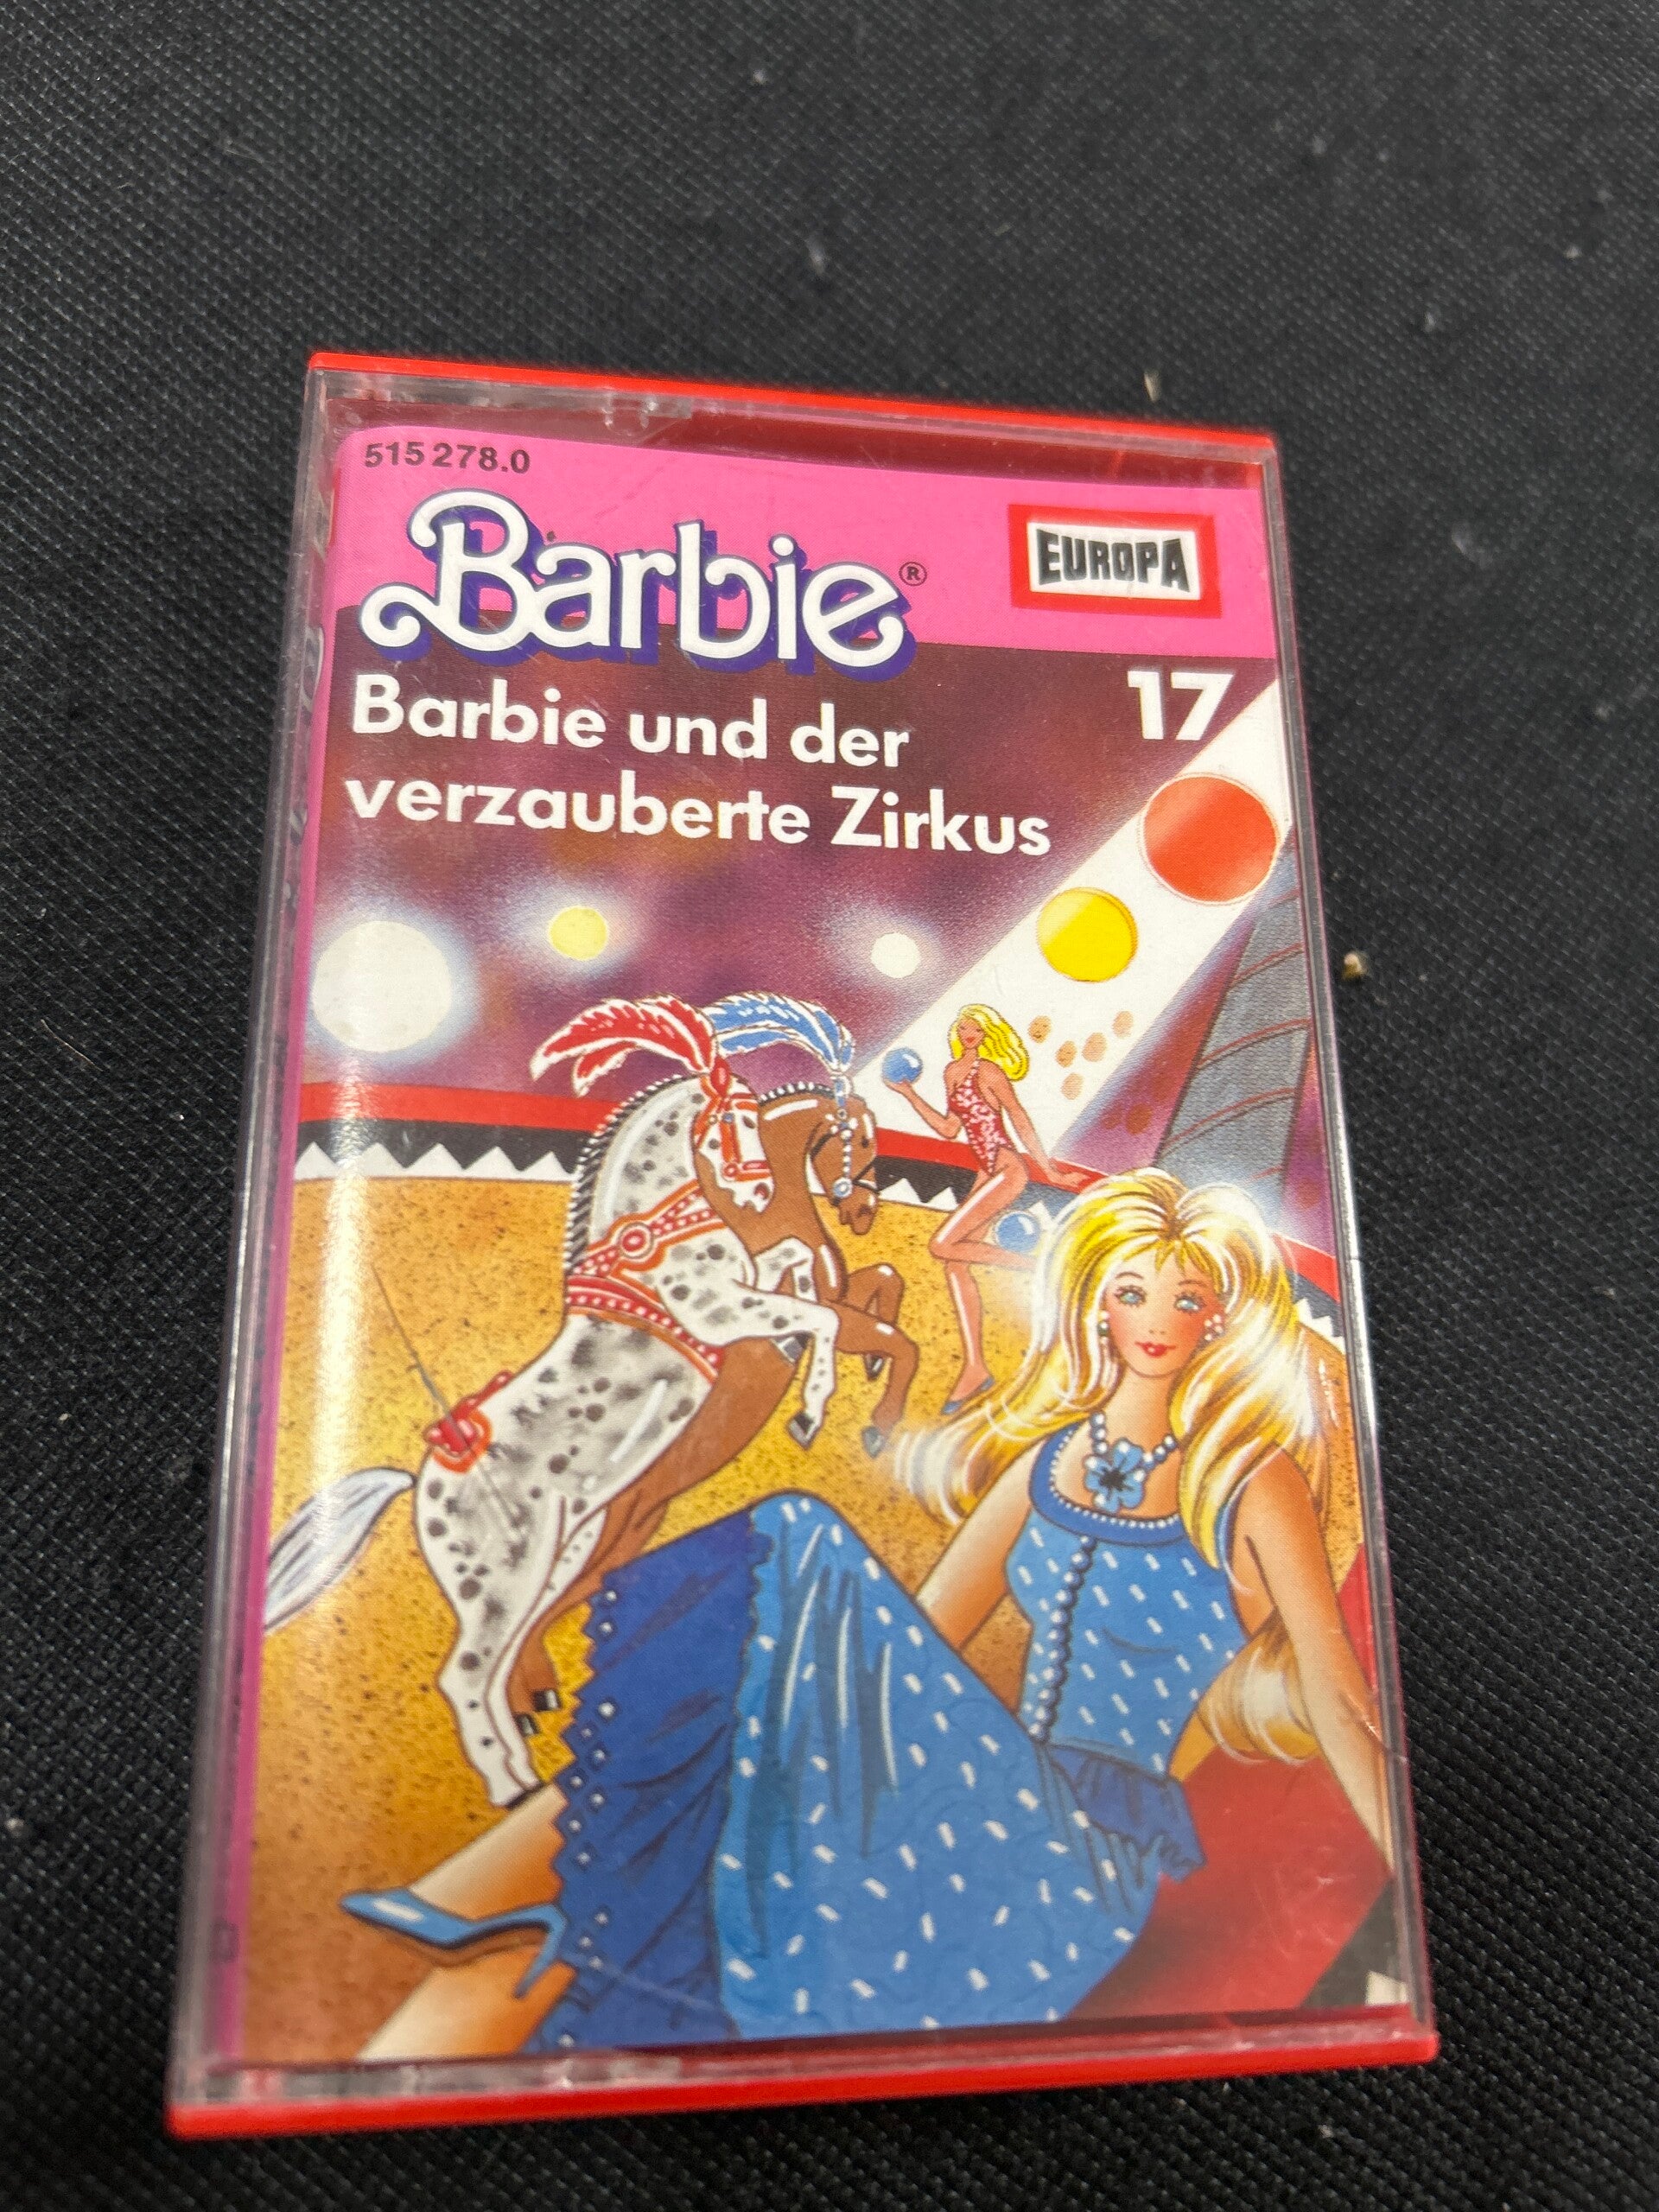 515 278.0
Barbie®
EUROPA
17
Barbie und der
verzauberte Zirkus